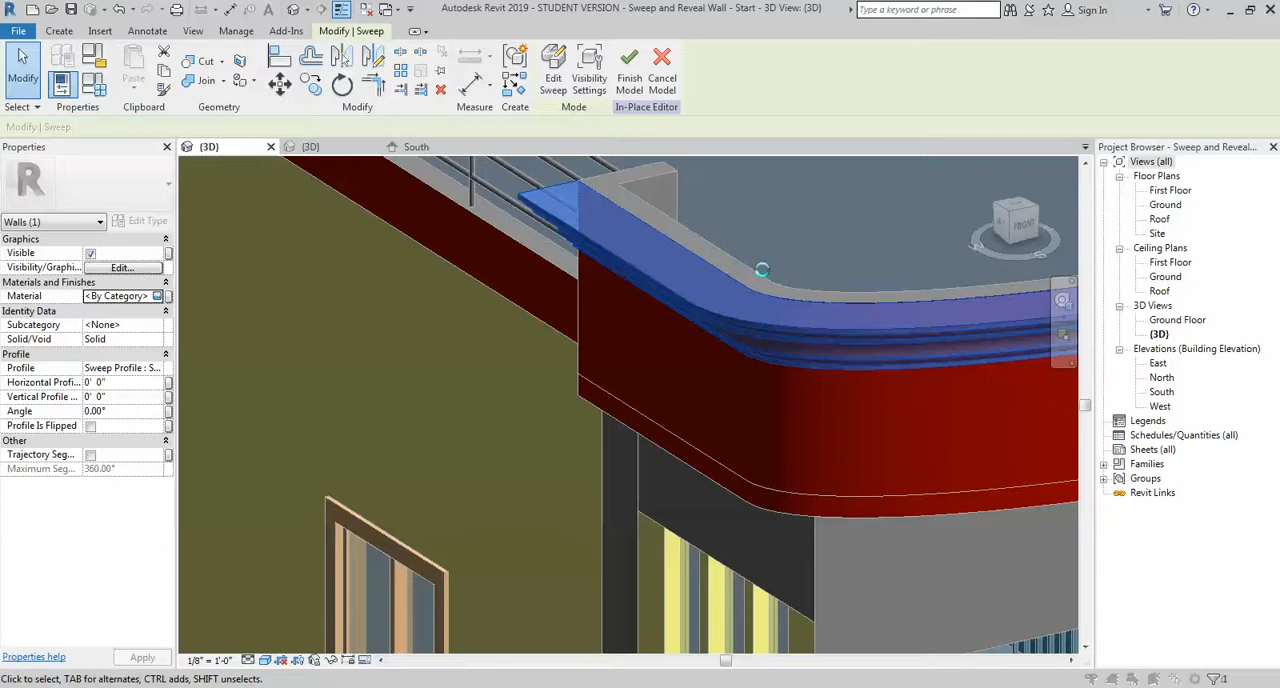 Autodesk Revit 2019 - STUDENT VERSION - Sweep and Reveal Wall - Start - 3D View: {3D}
Type a keyword or phrase
Sign In
File Create Insert Annotate View Manage Add-Ins Modify | Sweep
Modify
Paste
Cut
Join
Edit Sweep
Visibility Settings
Finish Model
Cancel Model
Select Properties Clipboard Geometry Modify Measure Create Mode In-Place Editor
Modify | Sweep
Properties
{3D}
{3D}
South
Project Browser - Sweep and Reveal...
R
Walls (1)
Edit Type
Graphics
Visible
Visibility/Graphi... Edit...
Materials and Finishes
Material <By Category>
Identity Data
Subcategory <None>
Solid/Void Solid
Profile
Profile Sweep Profile : S...
Horizontal Profi... 0' 0"
Vertical Profile ... 0' 0"
Angle 0.00°
Profile Is Flipped
Other
Trajectory Seg...
Maximum Seg... 360.00°
Properties help
Apply
FRONT
Views (all)
Floor Plans
First Floor
Ground
Roof
Site
Ceiling Plans
First Floor
Ground
Roof
3D Views
Ground Floor
{3D}
Elevations (Building Elevation)
East
North
South
West
Legends
Schedules/Quantities (all)
Sheets (all)
Families
Groups
Revit Links
1/8" = 1'-0"
Click to select, TAB for alternates, CTRL adds, SHIFT unselects.
:1